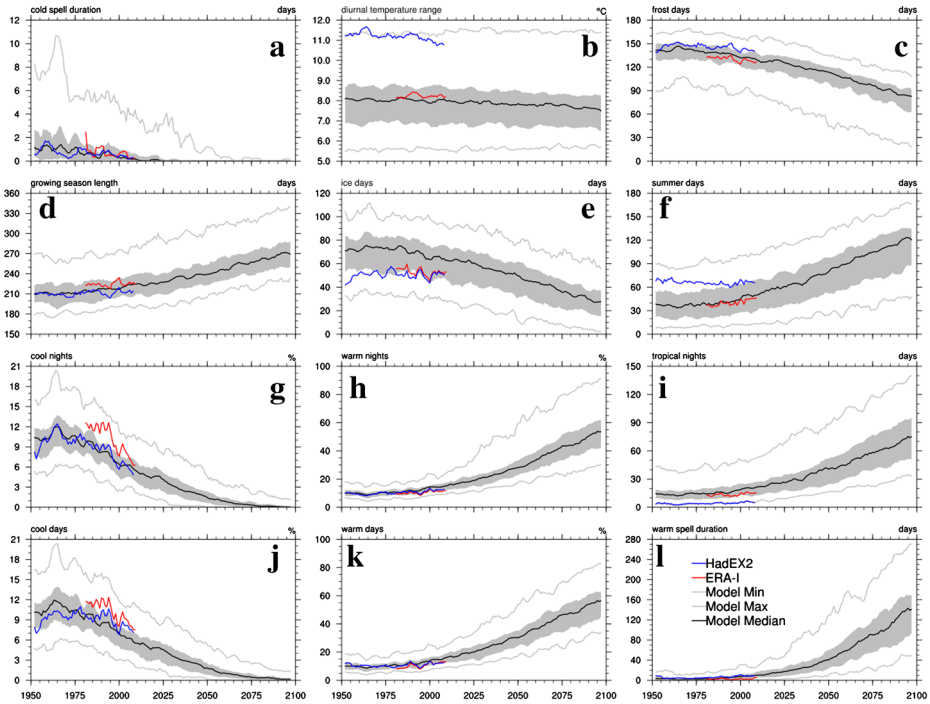 cold spell duration days
12
10
8
6
4
2
0
a
diurnal temperature range °C
12.0
11.0
10.0
9.0
8.0
7.0
6.0
5.0
b
frost days days
180
150
120
90
60
30
0
c
growing season length days
360
330
300
270
240
210
180
150
d
ice days days
120
100
80
60
40
20
0
e
summer days days
180
150
120
90
60
30
0
f
cool nights %
21
18
15
12
9
6
3
0
g
warm nights %
100
80
60
40
20
0
h
tropical nights days
150
120
90
60
30
0
i
cool days %
21
18
15
12
9
6
3
0
j
1950 1975 2000 2025 2050 2075 2100
warm days %
100
80
60
40
20
0
k
1950 1975 2000 2025 2050 2075 2100
warm spell duration days
280
240
200
160
120
80
40
0
l
HadEX2
ERA-I
Model Min
Model Max
Model Median
1950 1975 2000 2025 2050 2075 2100